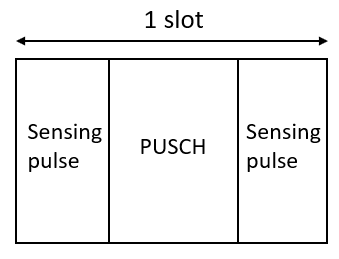 1 slot
Sensing
pulse
PUSCH
Sensing
pulse